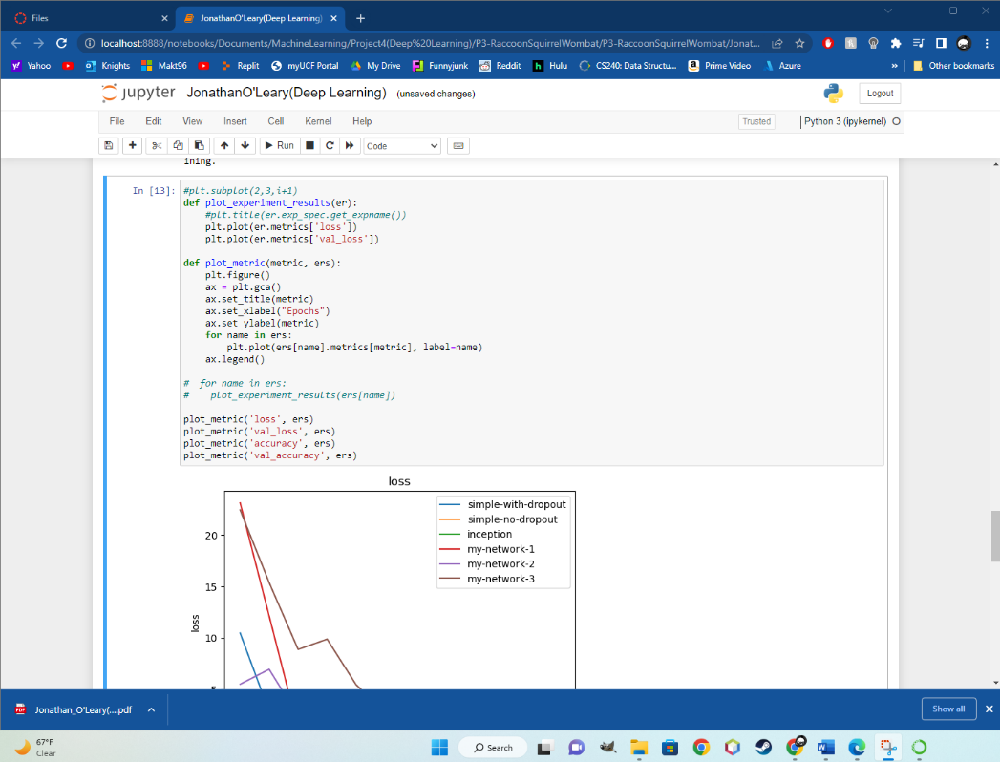 Files
JonathanO'Leary(Deep Learning)
localhost:8888/notebooks/Documents/MachineLearning/Project4(Deep%20Learning)/P3-RaccoonSquirrelWombat/P3-RaccoonSquirrelWombat/Jonat...
Yahoo Knights Makt96 Replit myUCF Portal My Drive Funnyjunk Reddit Hulu CS240: Data Structu... Prime Video Azure » Other bookmarks
jupyter JonathanO'Leary(Deep Learning) (unsaved changes) Logout
File Edit View Insert Cell Kernel Help Trusted Python 3 (ipykernel)
Run Code
ining.
In [13]: #plt.subplot(2,3,i+1)
def plot_experiment_results(er):
#plt.title(er.exp_spec.get_expname())
plt.plot(er.metrics['loss'])
plt.plot(er.metrics['val_loss'])
def plot_metric(metric, ers):
plt.figure()
ax = plt.gca()
ax.set_title(metric)
ax.set_xlabel("Epochs")
ax.set_ylabel(metric)
for name in ers:
plt.plot(ers[name].metrics[metric], label=name)
ax.legend()
# for name in ers:
# plot_experiment_results(ers[name])
plot_metric('loss', ers)
plot_metric('val_loss', ers)
plot_metric('accuracy', ers)
plot_metric('val_accuracy', ers)
loss
simple-with-dropout
simple-no-dropout
inception
my-network-1
my-network-2
my-network-3
20
15
10
5
loss
PDF Jonathan_O'Leary(....pdf Show all
67°F
Clear
Search